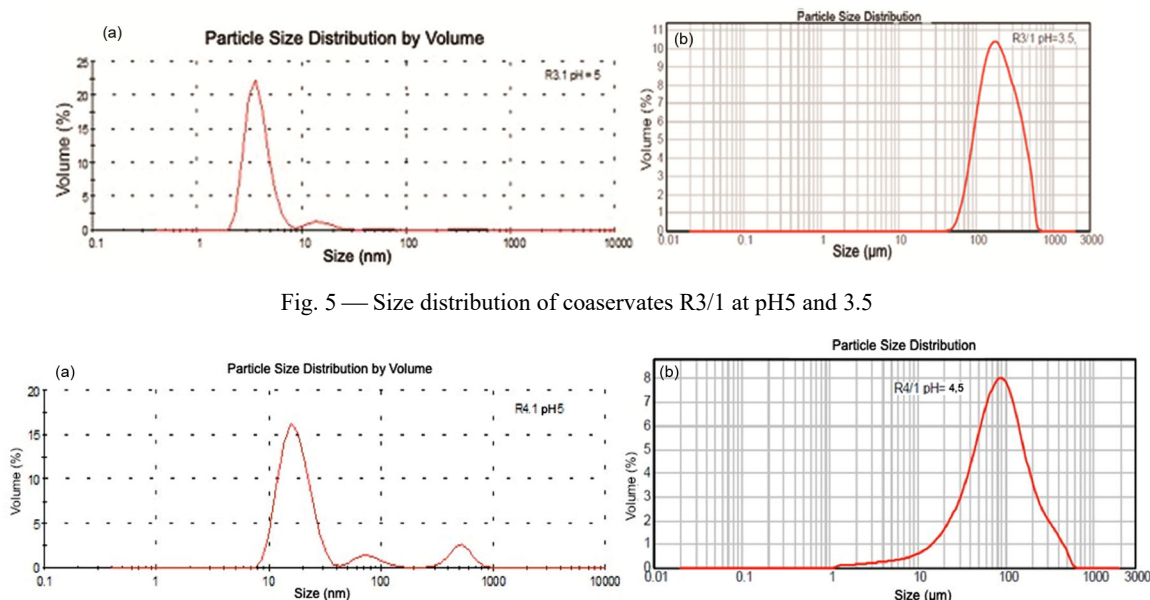 (a)
Particle Size Distribution by Volume
R3.1 pH = 5
Volume (%)
25
20
15
10
5
0
0.1 1 10 100 1000 10000
Size (nm)
Particle Size Distribution
(b)
R3/1 pH=3.5,
Volume (%)
11
10
9
8
7
6
5
4
3
2
1
0
0.01 0.1 1 10 100 1000 3000
Size (µm)
Fig. 5 — Size distribution of coaservates R3/1 at pH5 and 3.5
(a)
Particle Size Distribution by Volume
R4.1 pH5
Volume (%)
20
15
10
5
0
0.1 1 10 100 1000 10000
Size (nm)
Particle Size Distribution
(b)
R4/1 pH= 4,5
Volume (%)
8
7
6
5
4
3
2
1
0
0.01 0.1 1 10 100 1000 3000
Size (µm)